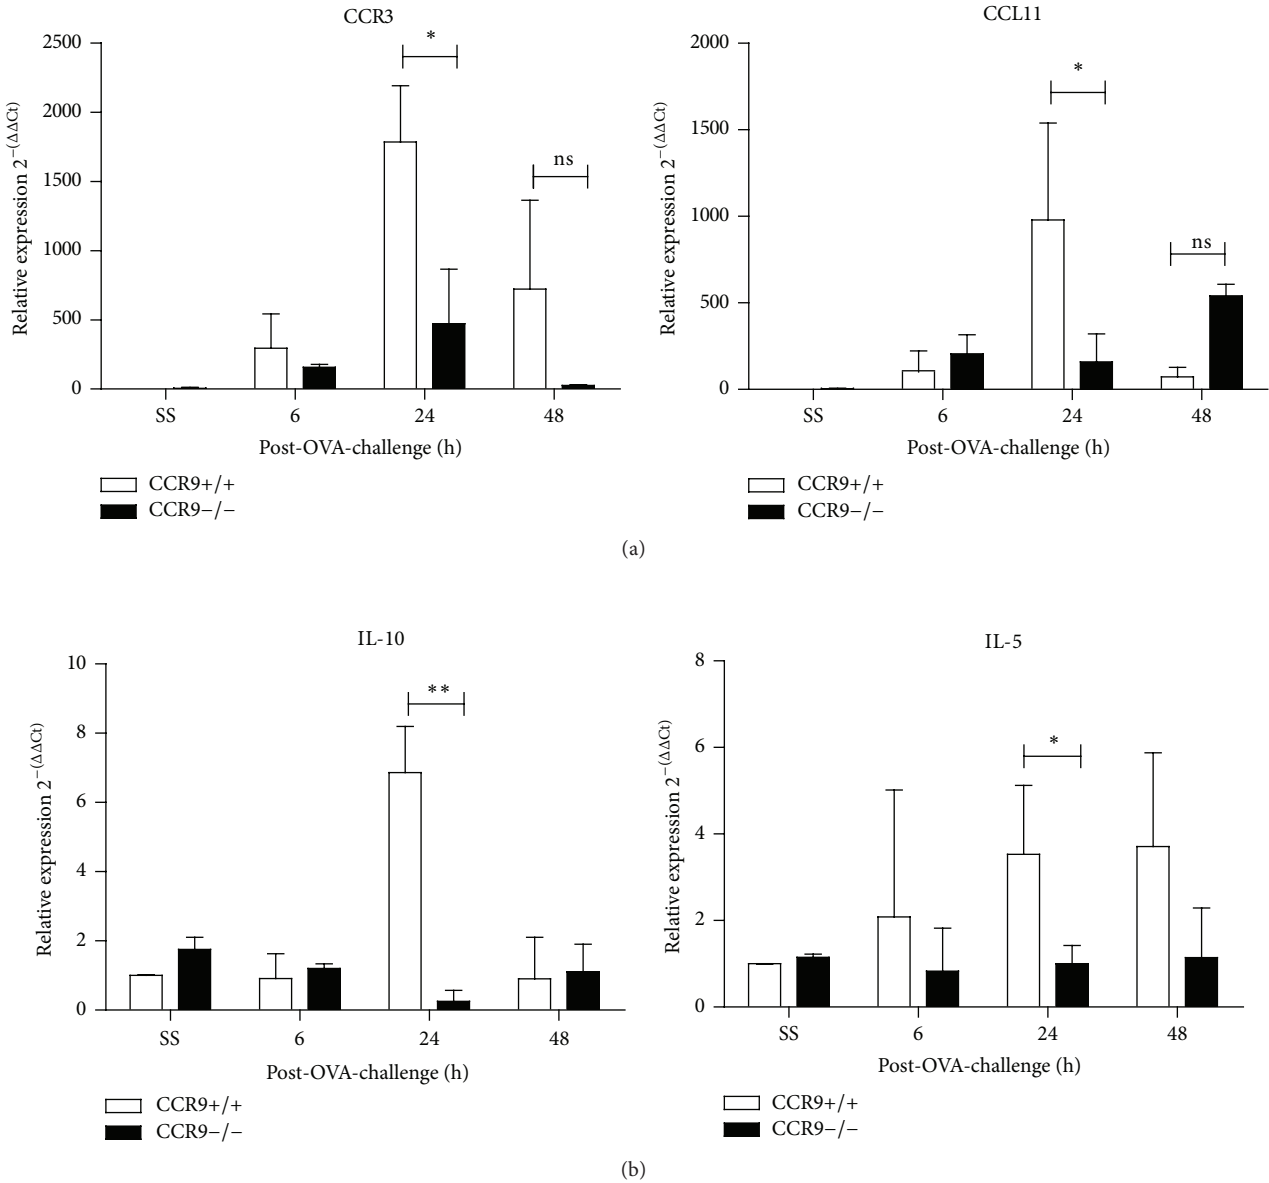 CCR3
2500
2000
1500
1000
500
0
Relative expression 2^−(ΔΔCt)
*
ns
SS 6 24 48
Post-OVA-challenge (h)
CCR9+/+
CCR9−/−
CCL11
2000
1500
1000
500
0
Relative expression 2^−(ΔΔCt)
*
ns
SS 6 24 48
Post-OVA-challenge (h)
CCR9+/+
CCR9−/−
(a)
IL-10
10
8
6
4
2
0
Relative expression 2^−(ΔΔCt)
**
SS 6 24 48
Post-OVA-challenge (h)
CCR9+/+
CCR9−/−
IL-5
8
6
4
2
0
Relative expression 2^−(ΔΔCt)
*
SS 6 24 48
Post-OVA-challenge (h)
CCR9+/+
CCR9−/−
(b)